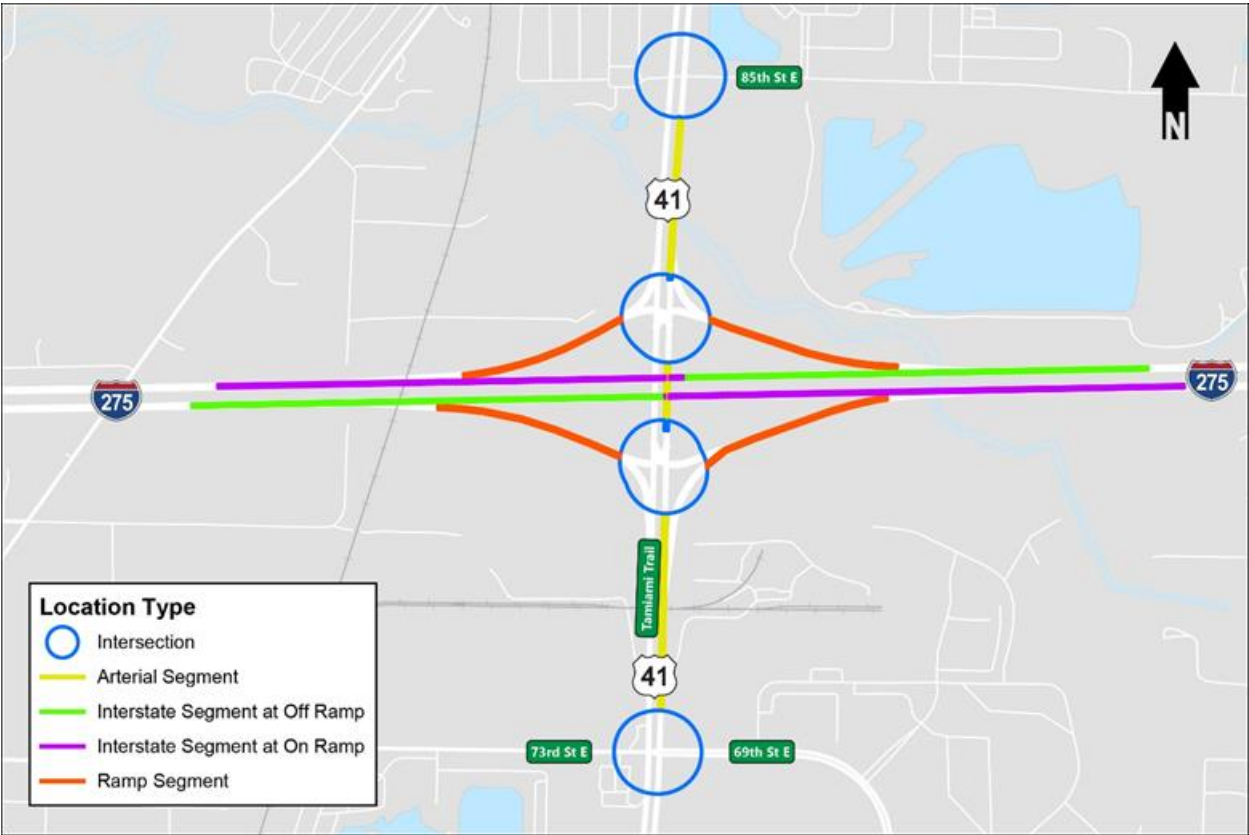 85th St E
N
41
275
275
Tamiami Trail
41
73rd St E
69th St E
Location Type
Intersection
Arterial Segment
Interstate Segment at Off Ramp
Interstate Segment at On Ramp
Ramp Segment